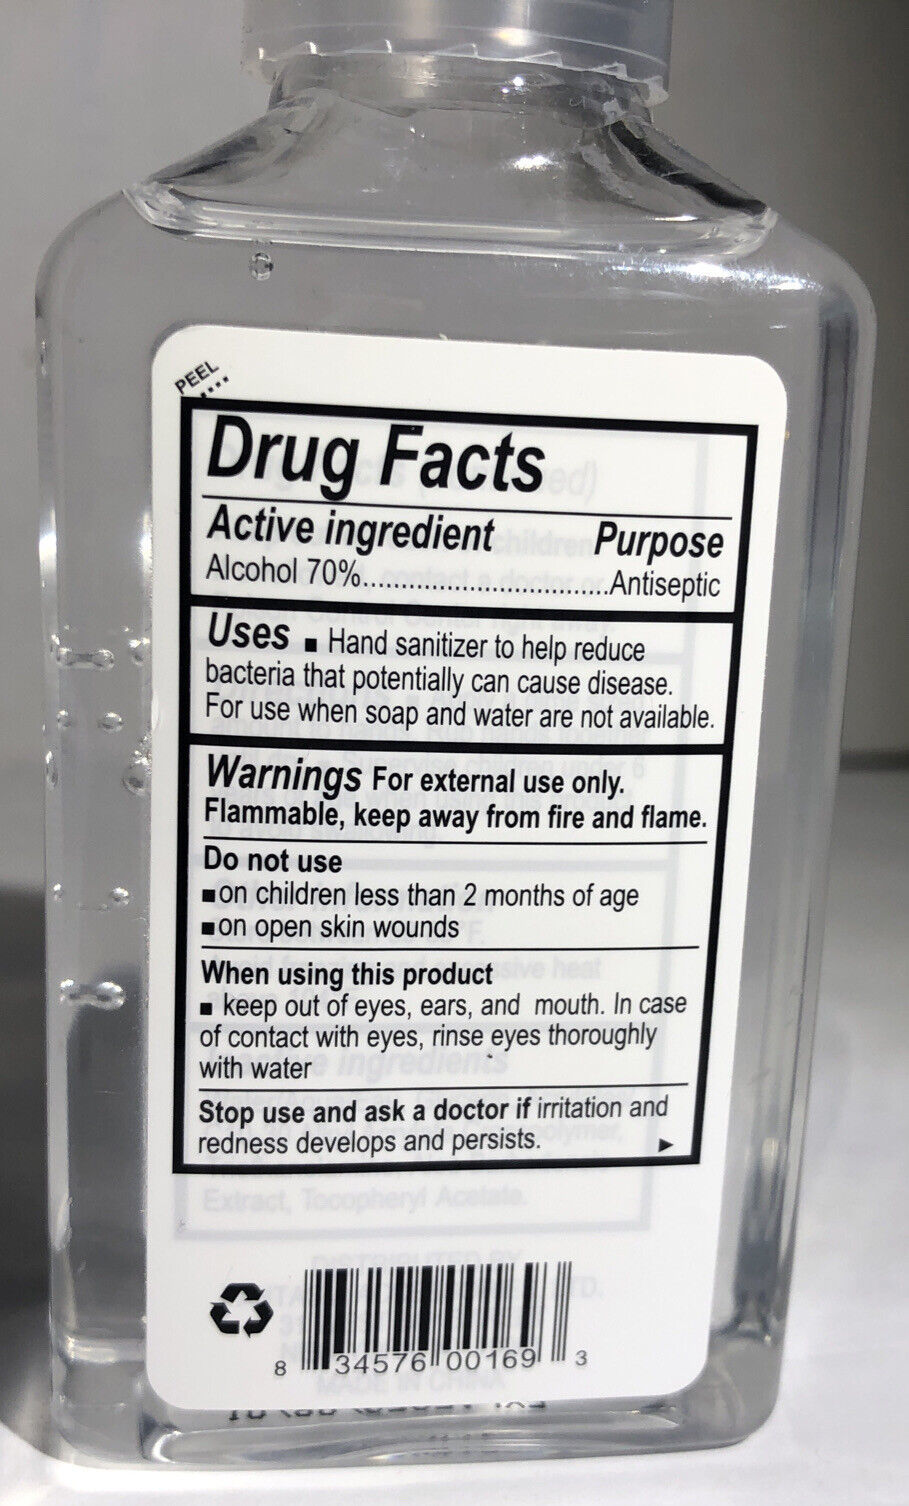 PEEL
Drug Facts
Active ingredient Purpose
Alcohol 70%..................................Antiseptic
Uses ▪ Hand sanitizer to help reduce
bacteria that potentially can cause disease.
For use when soap and water are not available.
Warnings For external use only.
Flammable, keep away from fire and flame.
Do not use
▪ on children less than 2 months of age
▪ on open skin wounds
When using this product
▪ keep out of eyes, ears, and mouth. In case
of contact with eyes, rinse eyes thoroughly
with water
Stop use and ask a doctor if irritation and
redness develops and persists. ►
Extract, Tocopheryl Acetate.
8 34576 00169 3
MADE IN CHINA